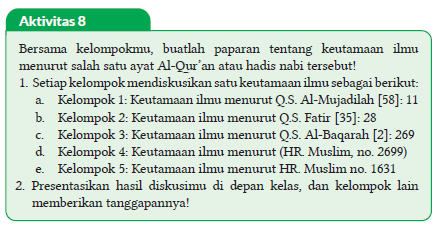 Aktivitas 8
Bersama kelompokmu, buatlah paparan tentang keutamaan ilmu
menurut salah satu ayat Al-Qur’an atau hadis nabi tersebut!
1. Setiap kelompok mendiskusikan satu keutamaan ilmu sebagai berikut:
a. Kelompok 1: Keutamaan ilmu menurut Q.S. Al-Mujadilah [58]: 11
b. Kelompok 2: Keutamaan ilmu menurut Q.S. Fatir [35]: 28
c. Kelompok 3: Keutamaan ilmu menurut Q.S. Al-Baqarah [2]: 269
d. Kelompok 4: Keutamaan ilmu menurut (HR. Muslim, no. 2699)
e. Kelompok 5: Keutamaan ilmu menurut HR. Muslim no. 1631
2. Presentasikan hasil diskusimu di depan kelas, dan kelompok lain
memberikan tanggapannya!